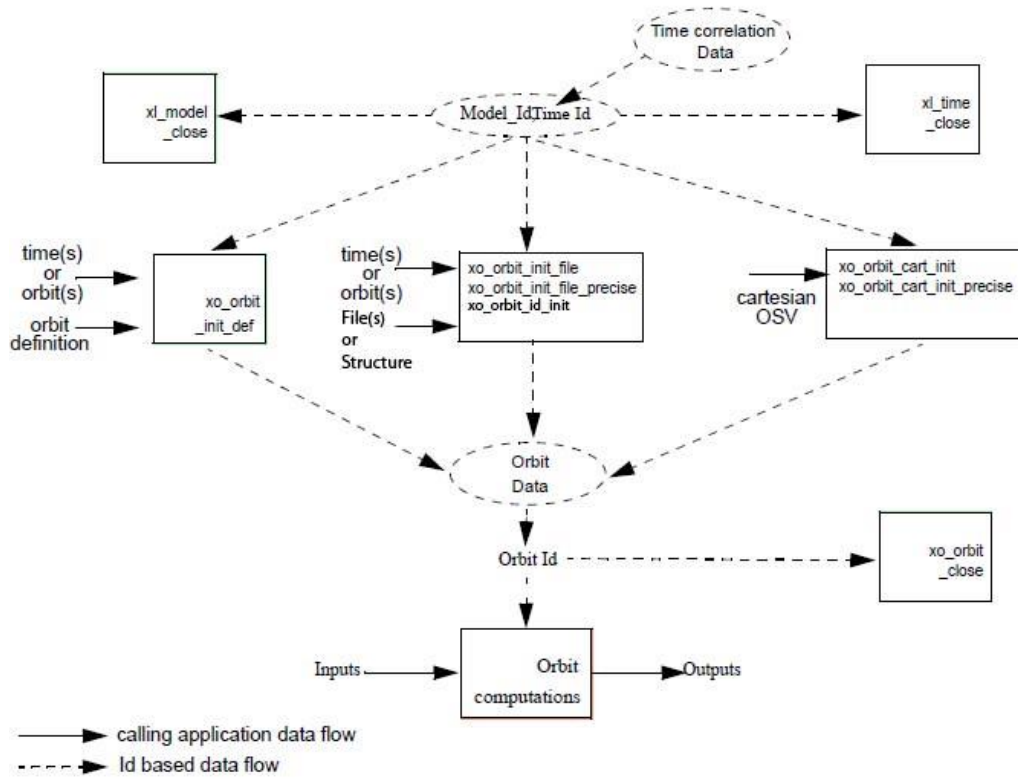 Time correlation
Data
xl_model
_close
Model_Id,Time Id
xl_time
_close
time(s)
or
orbit(s)
orbit
definition
xo_orbit
_init_def
time(s)
or
orbit(s)
File(s)
or
Structure
xo_orbit_init_file
xo_orbit_init_file_precise
xo_orbit_id_init
cartesian
OSV
xo_orbit_cart_init
xo_orbit_cart_init_precise
Orbit
Data
Orbit Id
xo_orbit
_close
Inputs
Orbit
computations
Outputs
calling application data flow
Id based data flow